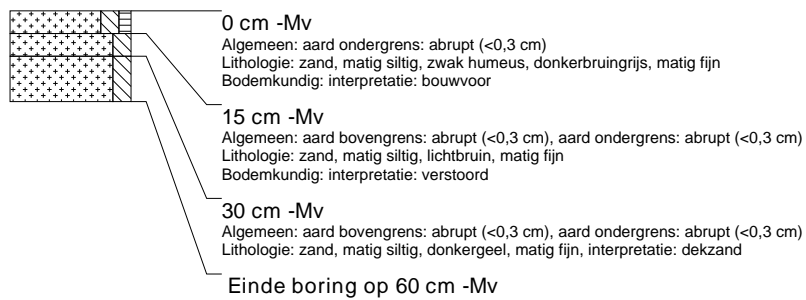 0 cm -Mv
Algemeen: aard ondergrens: abrupt (<0,3 cm)
Lithologie: zand, matig siltig, zwak humeus, donkerbruingrijs, matig fijn
Bodemkundig: interpretatie: bouwvoor
15 cm -Mv
Algemeen: aard bovengrens: abrupt (<0,3 cm), aard ondergrens: abrupt (<0,3 cm)
Lithologie: zand, matig siltig, lichtbruin, matig fijn
Bodemkundig: interpretatie: verstoord
30 cm -Mv
Algemeen: aard bovengrens: abrupt (<0,3 cm), aard ondergrens: abrupt (<0,3 cm)
Lithologie: zand, matig siltig, donkergeel, matig fijn, interpretatie: dekzand
Einde boring op 60 cm -Mv